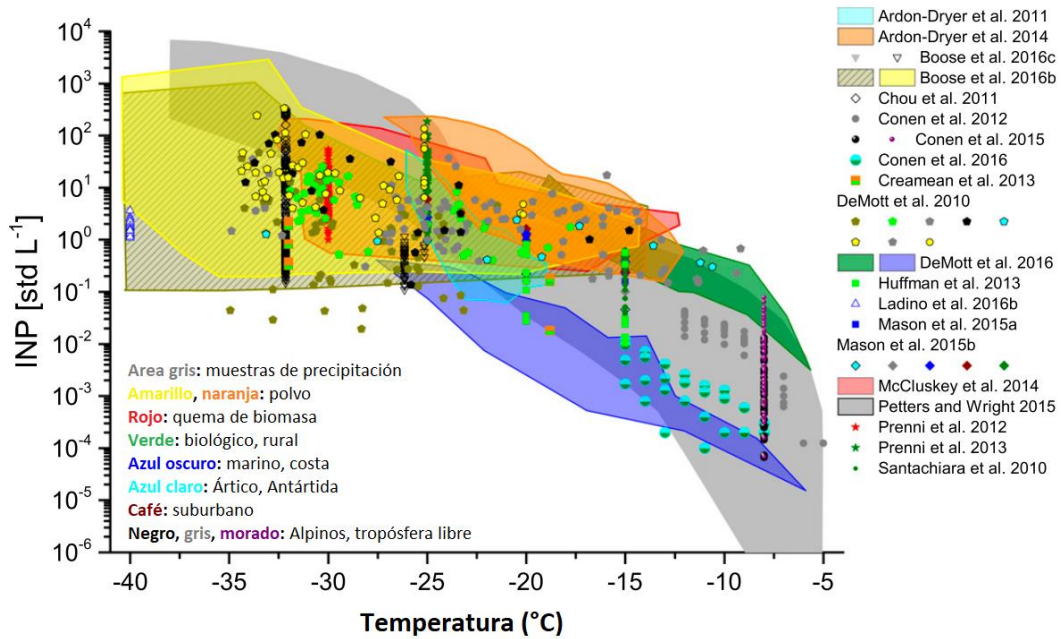 10⁴
10³
10²
10¹
10⁰
10⁻¹
10⁻²
10⁻³
10⁻⁴
10⁻⁵
10⁻⁶
INP [std L⁻¹]
Area gris: muestras de precipitación
Amarillo, naranja: polvo
Rojo: quema de biomasa
Verde: biológico, rural
Azul oscuro: marino, costa
Azul claro: Ártico, Antártida
Café: suburbano
Negro, gris, morado: Alpinos, tropósfera libre
-40 -35 -30 -25 -20 -15 -10 -5
Temperatura (°C)
Ardon-Dryer et al. 2011
Ardon-Dryer et al. 2014
Boose et al. 2016c
Boose et al. 2016b
Chou et al. 2011
Conen et al. 2012
Conen et al. 2015
Conen et al. 2016
Creamean et al. 2013
DeMott et al. 2010
DeMott et al. 2016
Huffman et al. 2013
Ladino et al. 2016b
Mason et al. 2015a
Mason et al. 2015b
McCluskey et al. 2014
Petters and Wright 2015
Prenni et al. 2012
Prenni et al. 2013
Santachiara et al. 2010